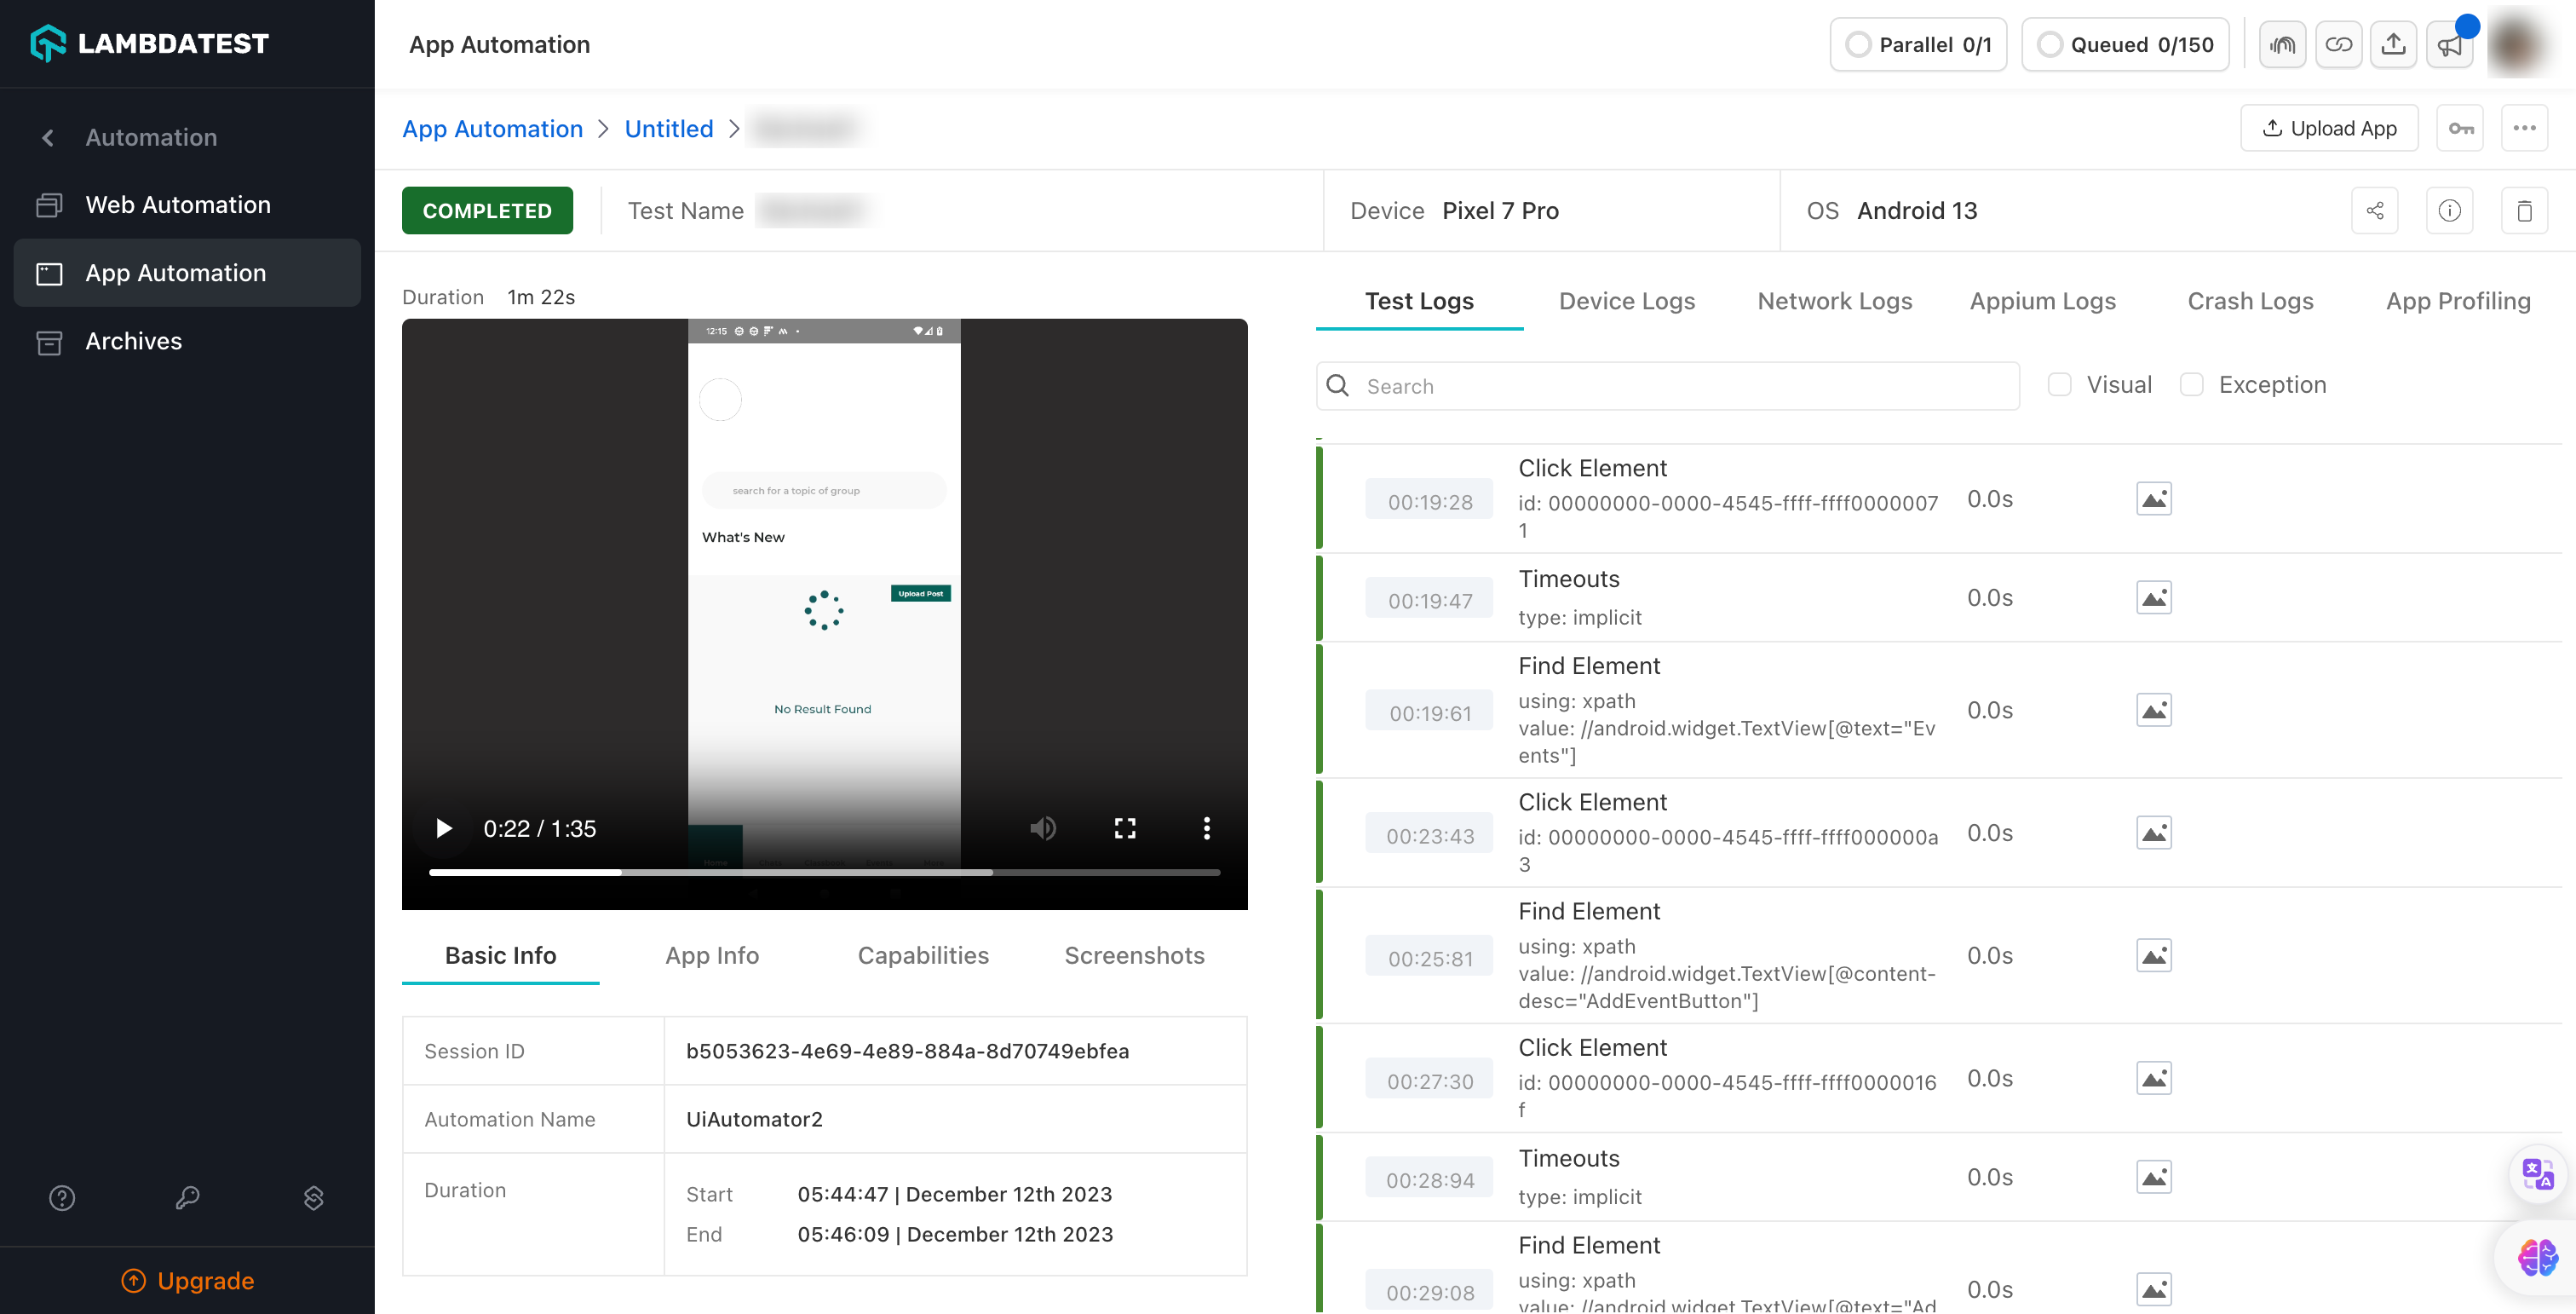 LAMBDATEST
App Automation
Parallel 0/1
Queued 0/150
Automation
Web Automation
App Automation
Archives
Upgrade
App Automation > Untitled >
Upload App
COMPLETED
Test Name
Device Pixel 7 Pro
OS Android 13
Duration 1m 22s
12:15
search for a topic of group
What's New
Upload Post
No Result Found
Home
0:22 / 1:35
Basic Info
App Info
Capabilities
Screenshots
Session ID b5053623-4e69-4e89-884a-8d70749ebfea
Automation Name UiAutomator2
Duration
Start 05:44:47 | December 12th 2023
End 05:46:09 | December 12th 2023
Test Logs
Device Logs
Network Logs
Appium Logs
Crash Logs
App Profiling
Search
Visual
Exception
Click Element
00:19:28
id: 00000000-0000-4545-ffff-ffff0000007
1
0.0s
Timeouts
00:19:47
type: implicit
0.0s
Find Element
00:19:61
using: xpath
value: //android.widget.TextView[@text="Ev
ents"]
0.0s
Click Element
00:23:43
id: 00000000-0000-4545-ffff-ffff000000a
3
0.0s
Find Element
00:25:81
using: xpath
value: //android.widget.TextView[@content-
desc="AddEventButton"]
0.0s
Click Element
00:27:30
id: 00000000-0000-4545-ffff-ffff0000016
f
0.0s
Timeouts
00:28:94
type: implicit
0.0s
Find Element
00:29:08
using: xpath
value: //android.widget.TextView[@text="Ad
0.0s